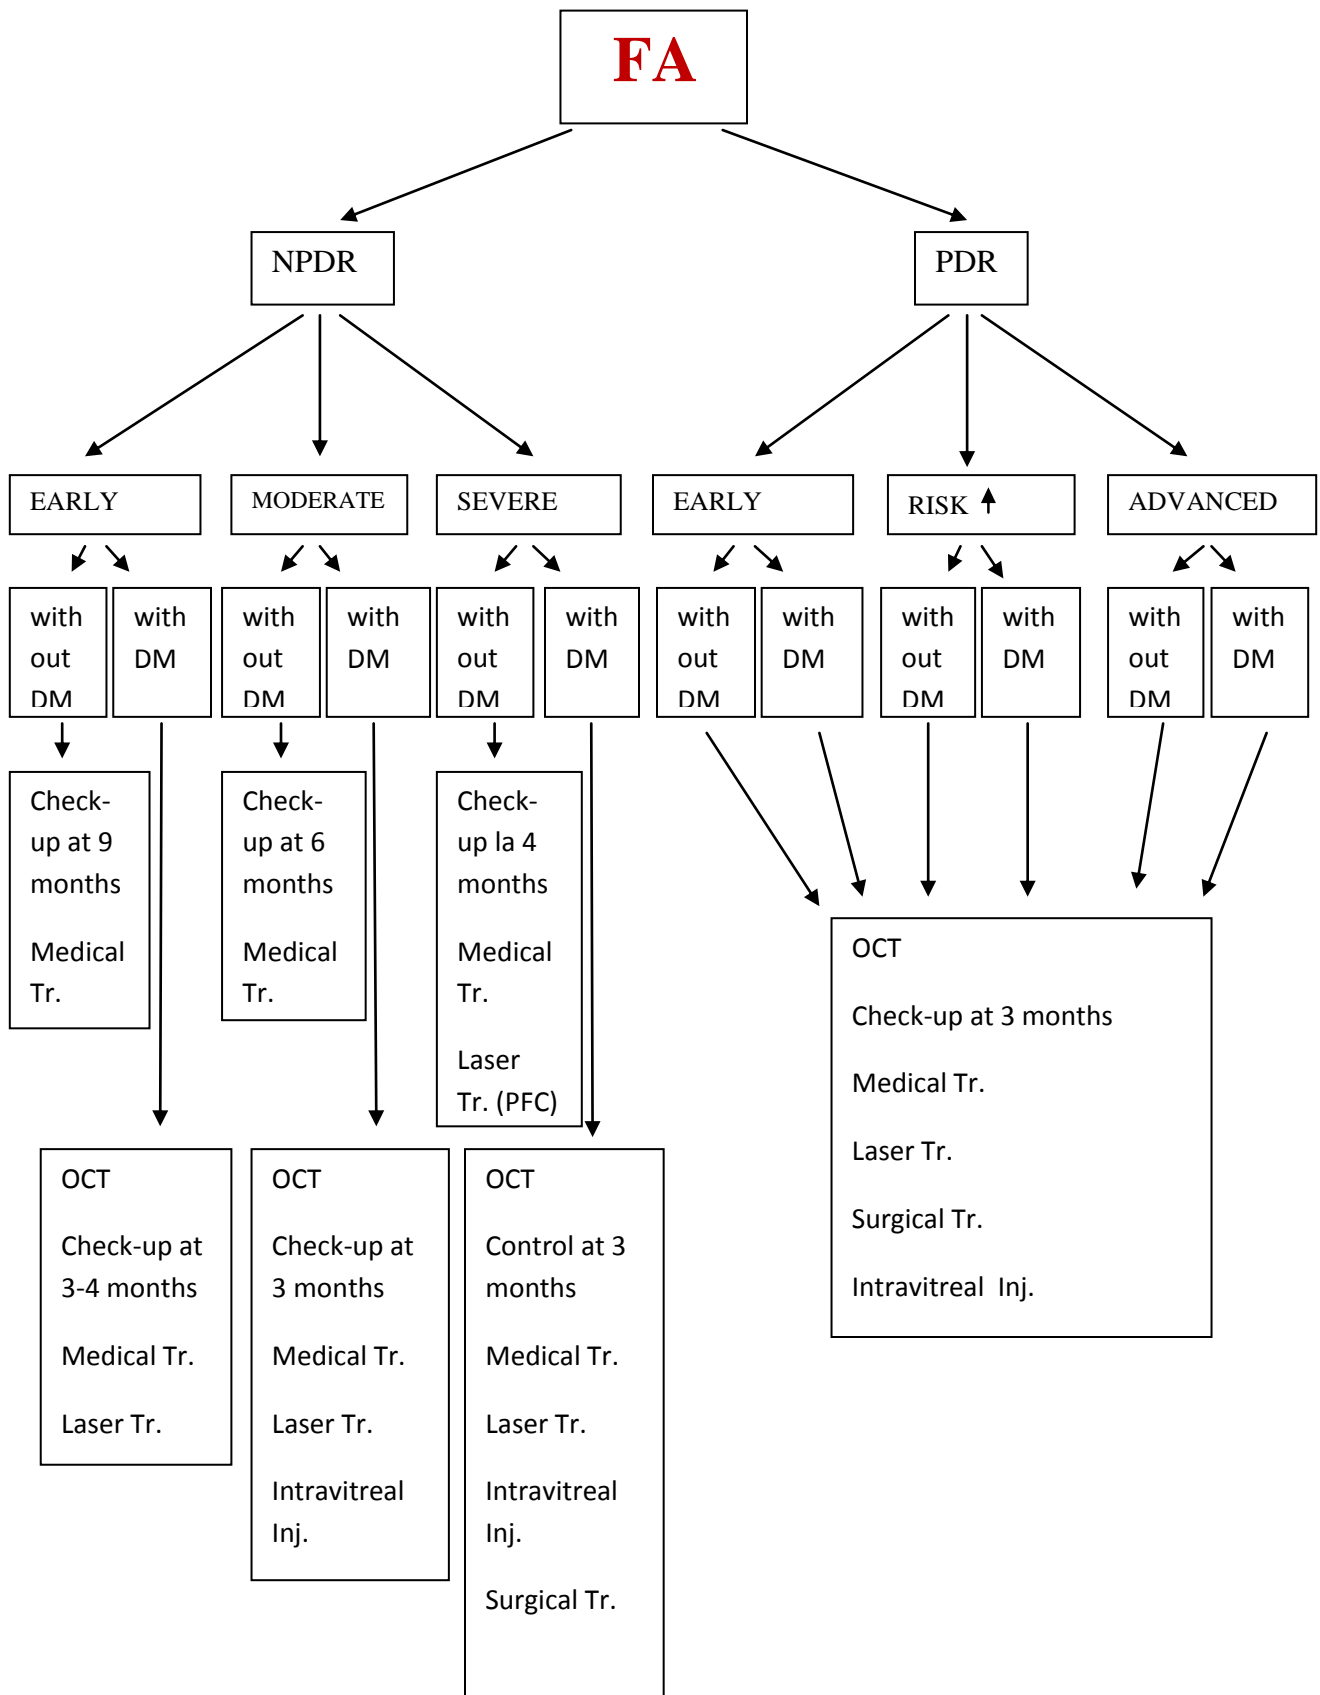 FA
NPDR
PDR
EARLY
MODERATE
SEVERE
EARLY
RISK
ADVANCED
with
out
DM
with
DM
with
out
DM
with
DM
with
out
DM
with
DM
with
out
DM
with
DM
with
out
DM
with
DM
with
out
DM
with
DM
Check-
up at 9
months
Medical
Tr.
Check-
up at 6
months
Medical
Tr.
Check-
up la 4
months
Medical
Tr.
Laser
Tr. (PFC)
OCT
Check-up at 3 months
Medical Tr.
Laser Tr.
Surgical Tr.
Intravitreal Inj.
OCT
Check-up at
3-4 months
Medical Tr.
Laser Tr.
OCT
Check-up at
3 months
Medical Tr.
Laser Tr.
Intravitreal
Inj.
OCT
Control at 3
months
Medical Tr.
Laser Tr.
Intravitreal
Inj.
Surgical Tr.